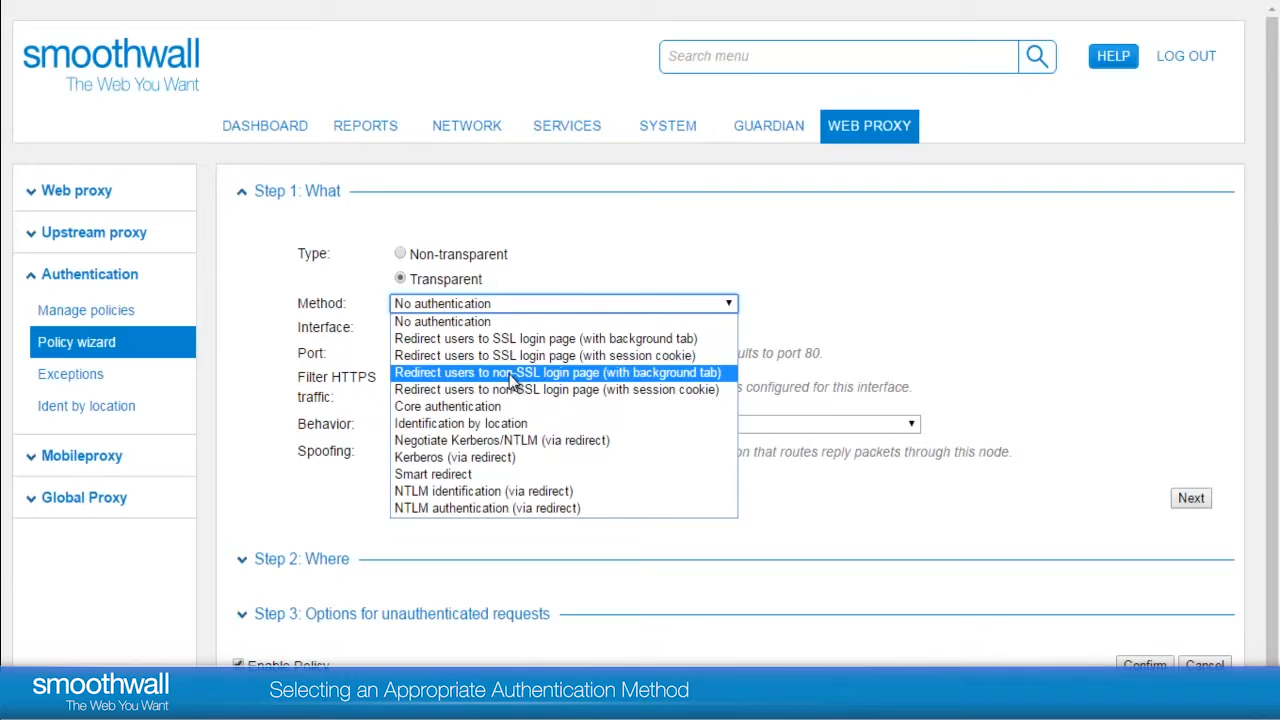 smoothwall
The Web You Want
Search menu
HELP
LOG OUT
DASHBOARD REPORTS NETWORK SERVICES SYSTEM GUARDIAN WEB PROXY
Web proxy
Upstream proxy
Authentication
Manage policies
Policy wizard
Exceptions
Ident by location
Mobileproxy
Global Proxy
Step 1: What
Type: Non-transparent
Transparent
Method: No authentication
No authentication
Redirect users to SSL login page (with background tab)
Redirect users to SSL login page (with session cookie)
Redirect users to non-SSL login page (with background tab)
Redirect users to non-SSL login page (with session cookie)
Core authentication
Identification by location
Negotiate Kerberos/NTLM (via redirect)
Kerberos (via redirect)
Smart redirect
NTLM identification (via redirect)
NTLM authentication (via redirect)
Interface:
Port: ults to port 80.
Filter HTTPS
traffic:
s configured for this interface.
Behavior:
Spoofing: on that routes reply packets through this node.
Next
Step 2: Where
Step 3: Options for unauthenticated requests
Enable Policy
Confirm Cancel
smoothwall
The Web You Want
Selecting an Appropriate Authentication Method